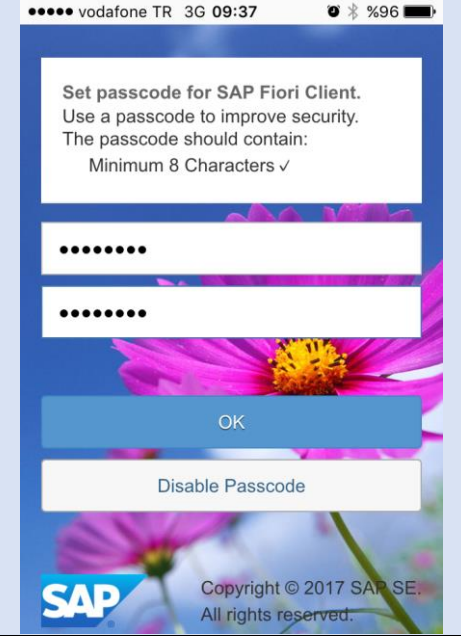 ●●●●● vodafone TR 3G 09:37 %96
Set passcode for SAP Fiori Client.
Use a passcode to improve security.
The passcode should contain:
Minimum 8 Characters ✓
●●●●●●●●
●●●●●●●●
OK
Disable Passcode
SAP
Copyright © 2017 SAP SE.
All rights reserved.